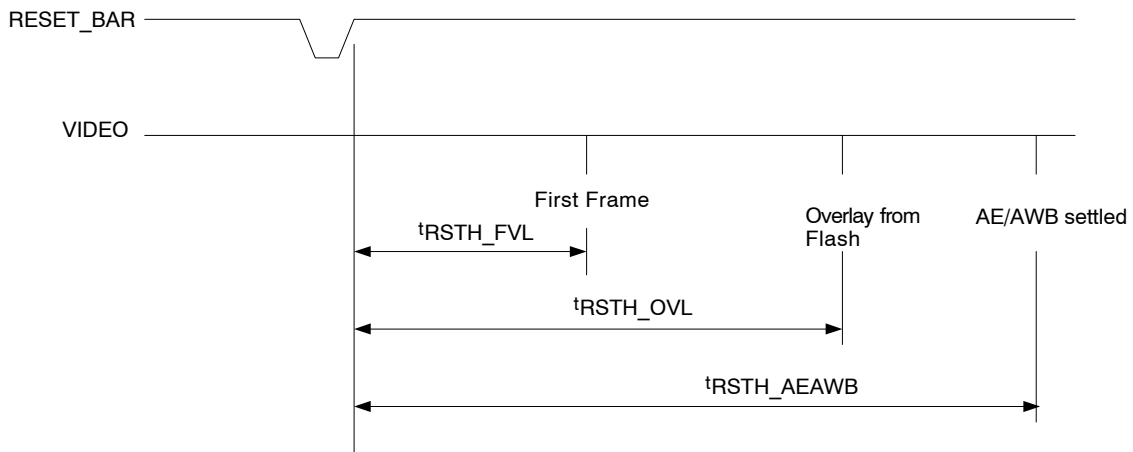 RESET_BAR
VIDEO
First Frame
Overlay from
Flash
AE/AWB settled
tRSTH_FVL
tRSTH_OVL
tRSTH_AEAWB